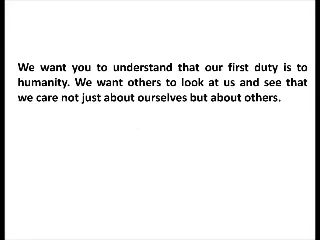 We want you to understand that our first duty is to
humanity. We want others to look at us and see that
we care not just about ourselves but about others.